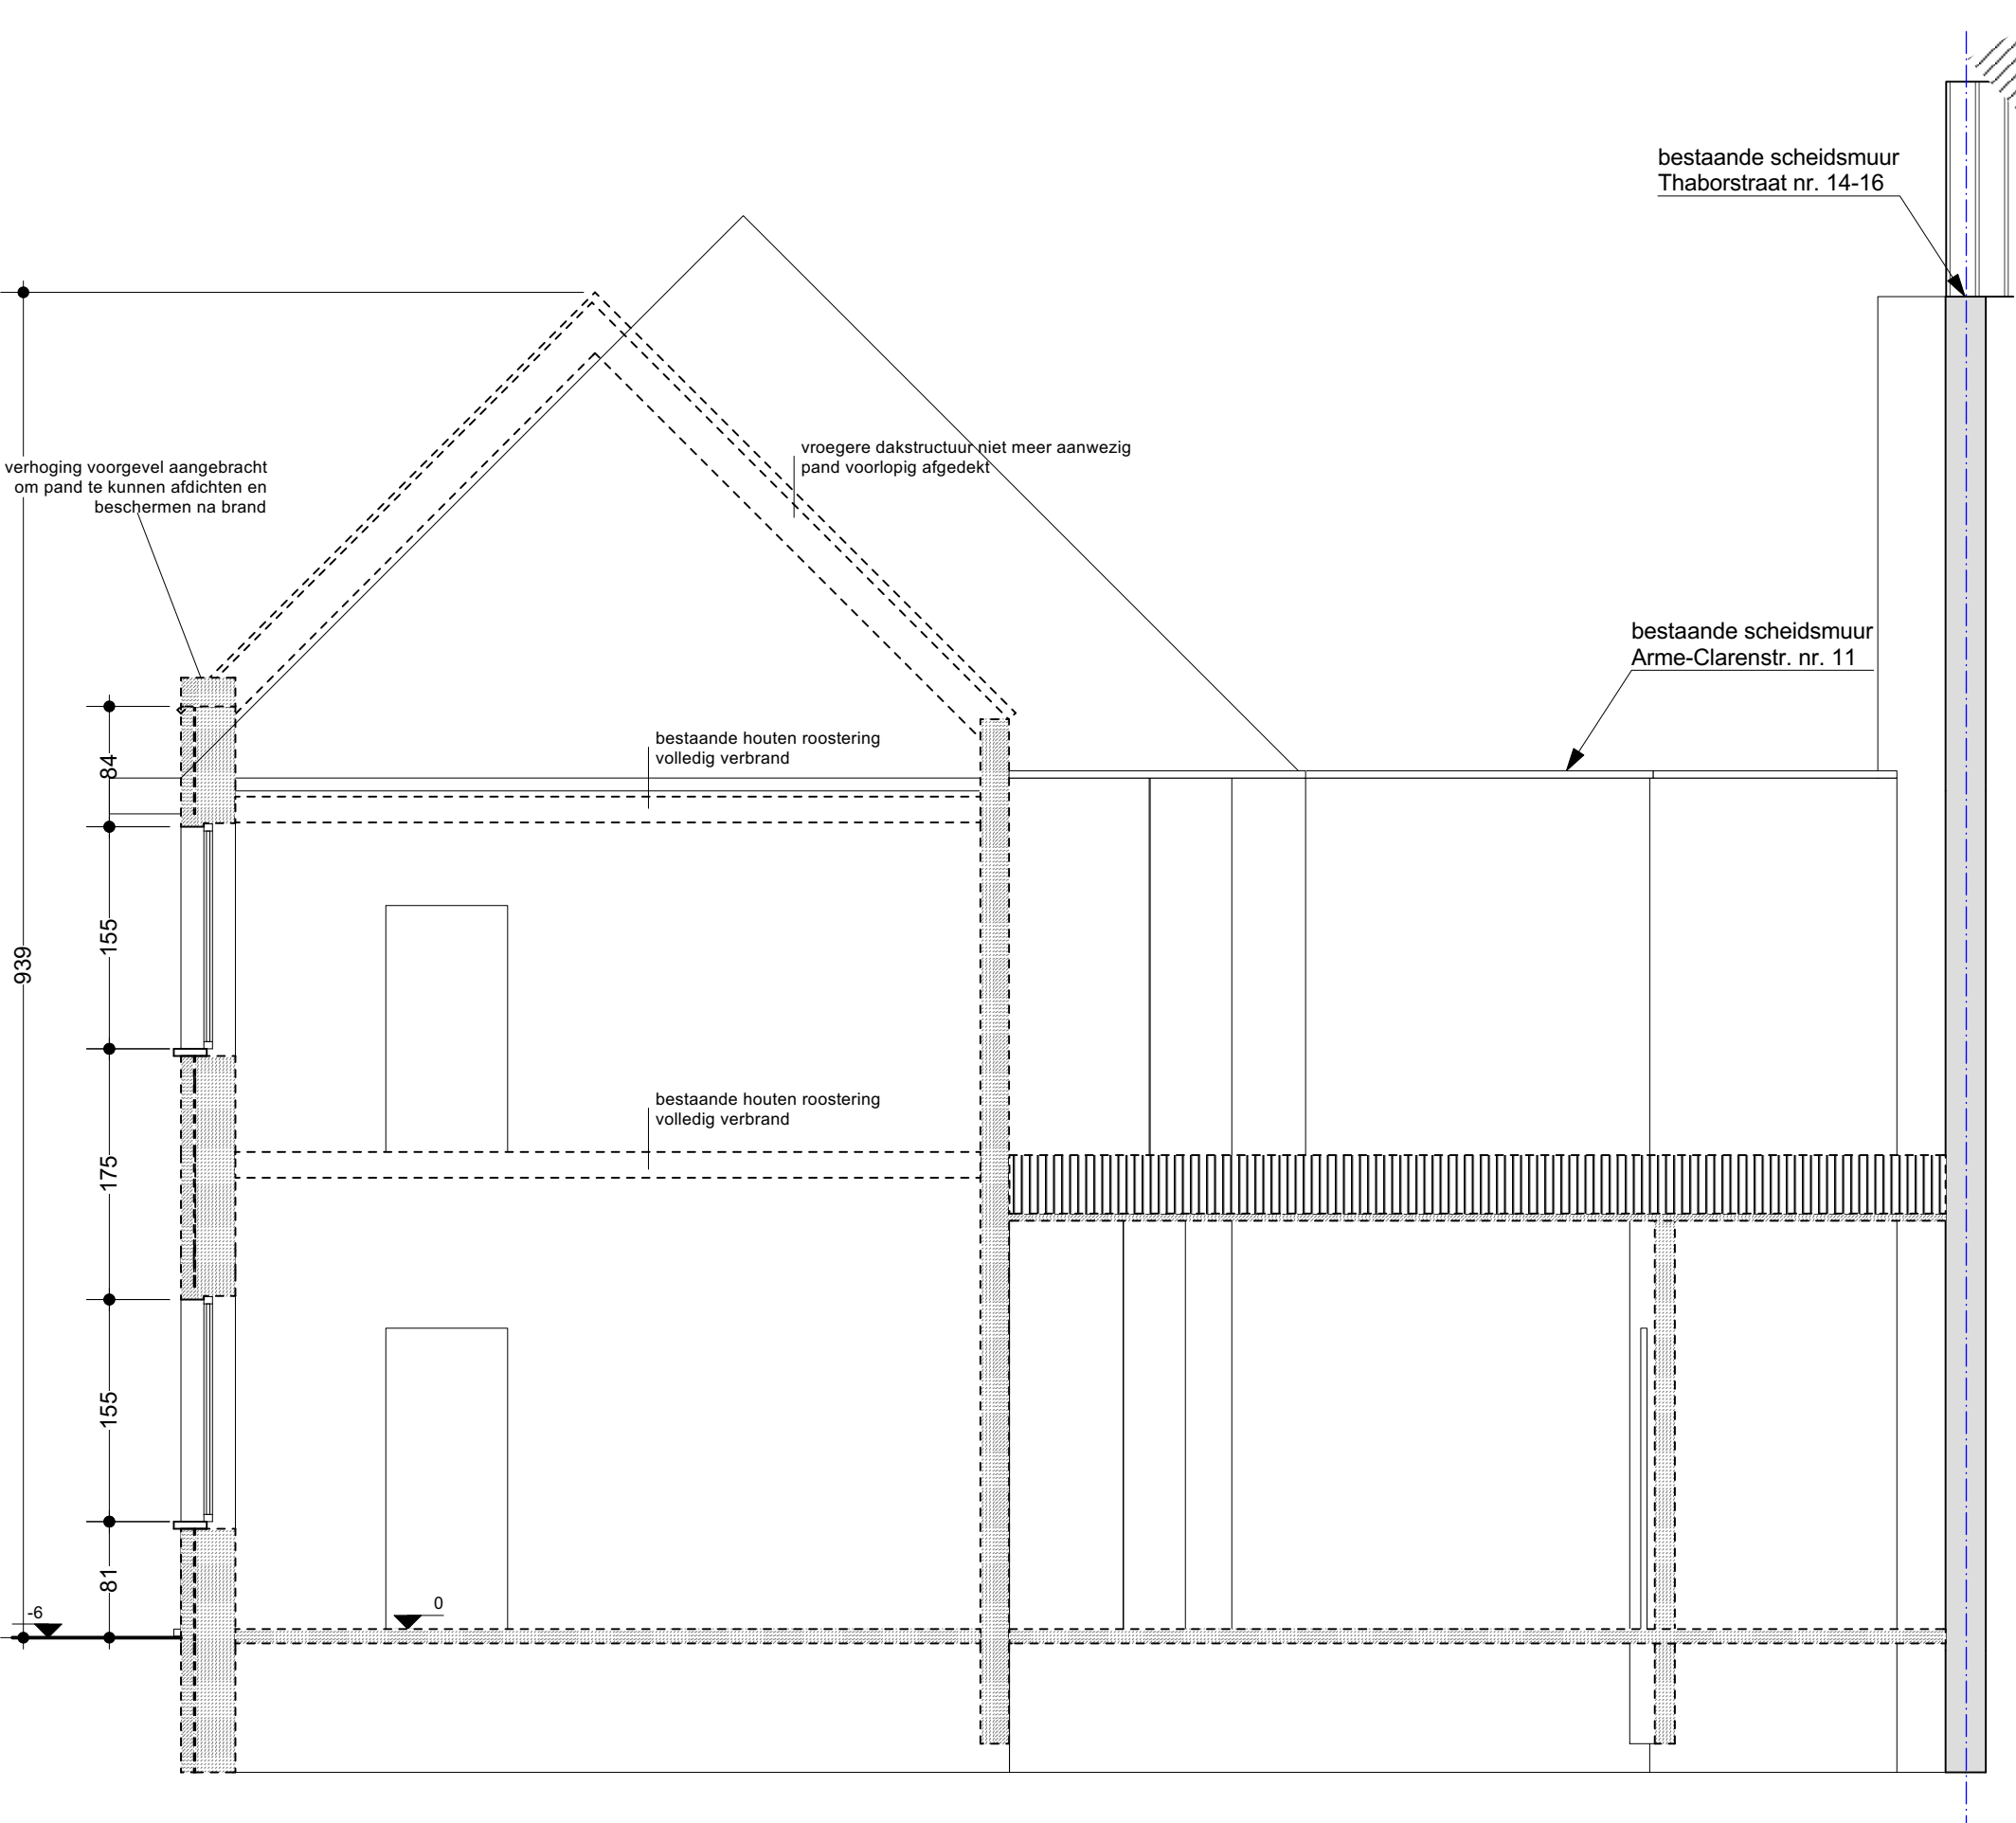 bestaande scheidsmuur
Thaborstraat nr. 14-16
vroegere dakstructuur niet meer aanwezig
pand voorlopig afgedekt
verhoging voorgevel aangebracht
om pand te kunnen afdichten en
beschermen na brand
bestaande scheidsmuur
Arme-Clarenstr. nr. 11
bestaande houten roostering
volledig verbrand
84
155
939
bestaande houten roostering
volledig verbrand
175
155
81
-6
0